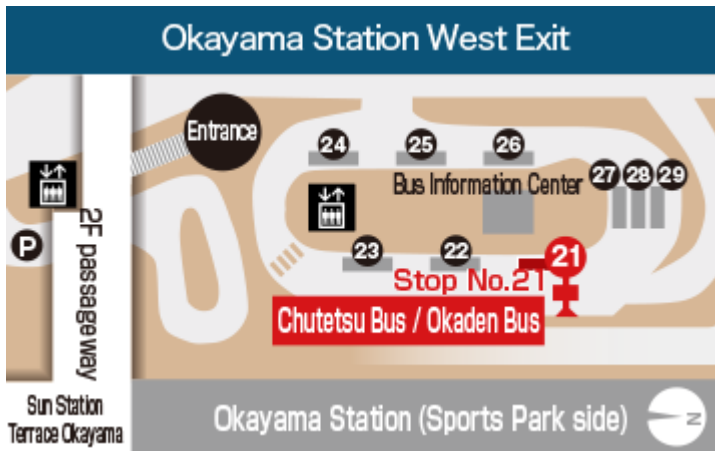 Okayama Station West Exit
Entrance
24
25
26
Bus Information Center
27
28
29
P
2F passageway
23
22
21
Stop No.21
Chutetsu Bus / Okaden Bus
Sun Station
Terrace Okayama
Okayama Station (Sports Park side)
N